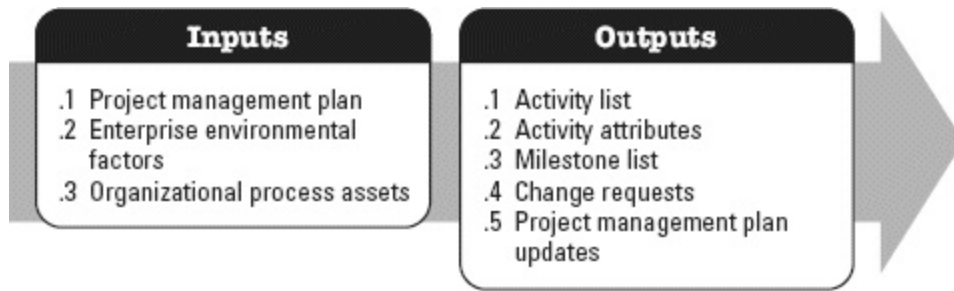 Inputs
.1 Project management plan
.2 Enterprise environmental
factors
.3 Organizational process assets
Outputs
.1 Activity list
.2 Activity attributes
.3 Milestone list
.4 Change requests
.5 Project management plan
updates